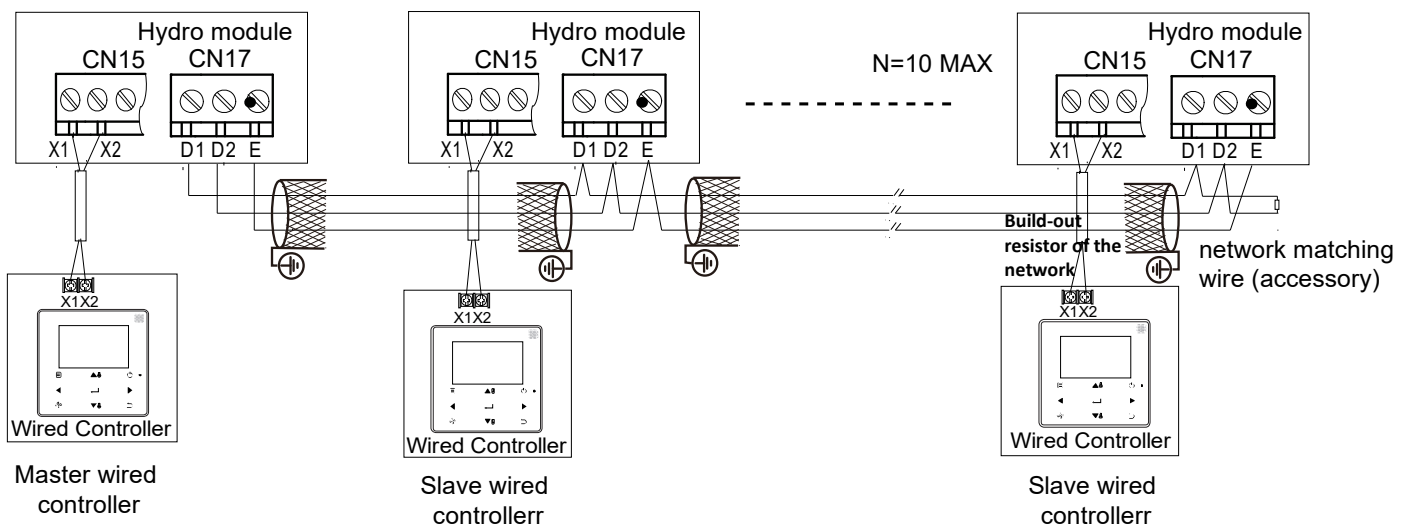 Hydro module
CN15 CN17
X1 X2 D1 D2 E
X1X2
Wired Controller
Master wired
controller
Hydro module
CN15 CN17
X1 X2 D1 D2 E
X1X2
Wired Controller
Slave wired
controllerr
N=10 MAX
Hydro module
CN15 CN17
X1 X2 D1 D2 E
Build-out
resistor of the
network
network matching
wire (accessory)
X1X2
Wired Controller
Slave wired
controllerr